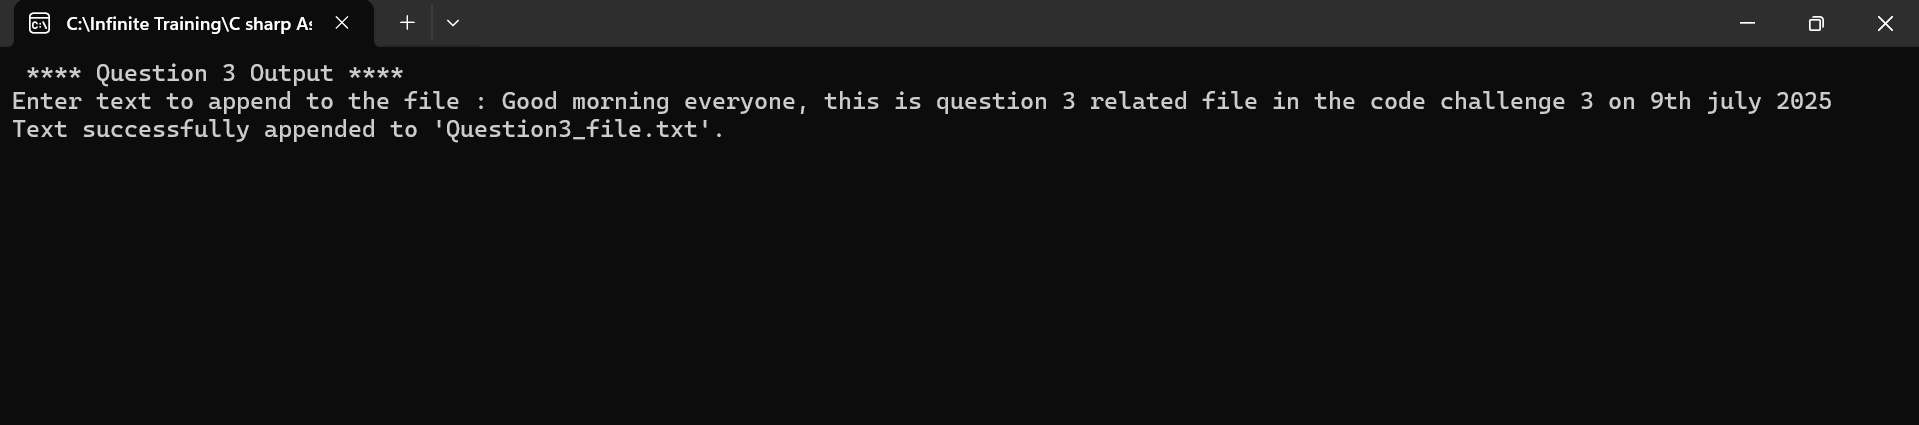 C:\Infinite Training\C sharp A
**** Question 3 Output ****
Enter text to append to the file : Good morning everyone, this is question 3 related file in the code challenge 3 on 9th july 2025
Text successfully appended to 'Question3_file.txt'.